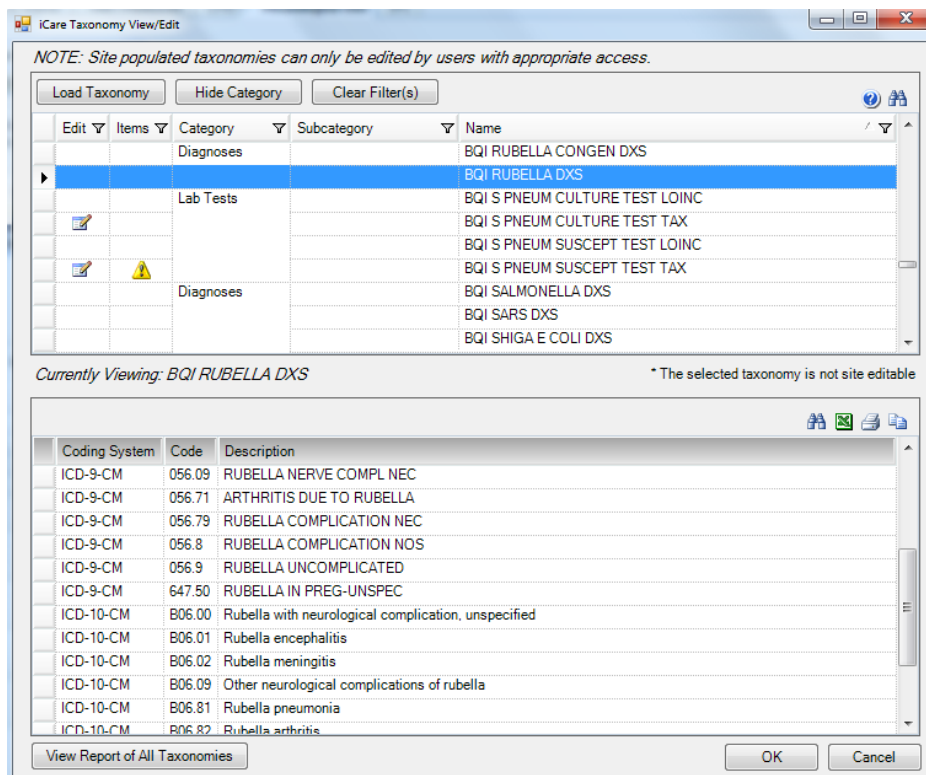 iCare Taxonomy View/Edit
NOTE: Site populated taxonomies can only be edited by users with appropriate access.
Load Taxonomy Hide Category Clear Filter(s)
Edit Items Category Subcategory Name
Diagnoses BQI RUBELLA CONGEN DXS
BQI RUBELLA DXS
Lab Tests BQI S PNEUM CULTURE TEST LOINC
BQI S PNEUM CULTURE TEST TAX
BQI S PNEUM SUSCEPT TEST LOINC
BQI S PNEUM SUSCEPT TEST TAX
Diagnoses BQI SALMONELLA DXS
BQI SARS DXS
BQI SHIGA E COLI DXS
Currently Viewing: BQI RUBELLA DXS * The selected taxonomy is not site editable
Coding System Code Description
ICD-9-CM 056.09 RUBELLA NERVE COMPL NEC
ICD-9-CM 056.71 ARTHRITIS DUE TO RUBELLA
ICD-9-CM 056.79 RUBELLA COMPLICATION NEC
ICD-9-CM 056.8 RUBELLA COMPLICATION NOS
ICD-9-CM 056.9 RUBELLA UNCOMPLICATED
ICD-9-CM 647.50 RUBELLA IN PREG-UNSPEC
ICD-10-CM B06.00 Rubella with neurological complication, unspecified
ICD-10-CM B06.01 Rubella encephalitis
ICD-10-CM B06.02 Rubella meningitis
ICD-10-CM B06.09 Other neurological complications of rubella
ICD-10-CM B06.81 Rubella pneumonia
ICD-10-CM B06.82 Rubella arthritis
View Report of All Taxonomies OK Cancel